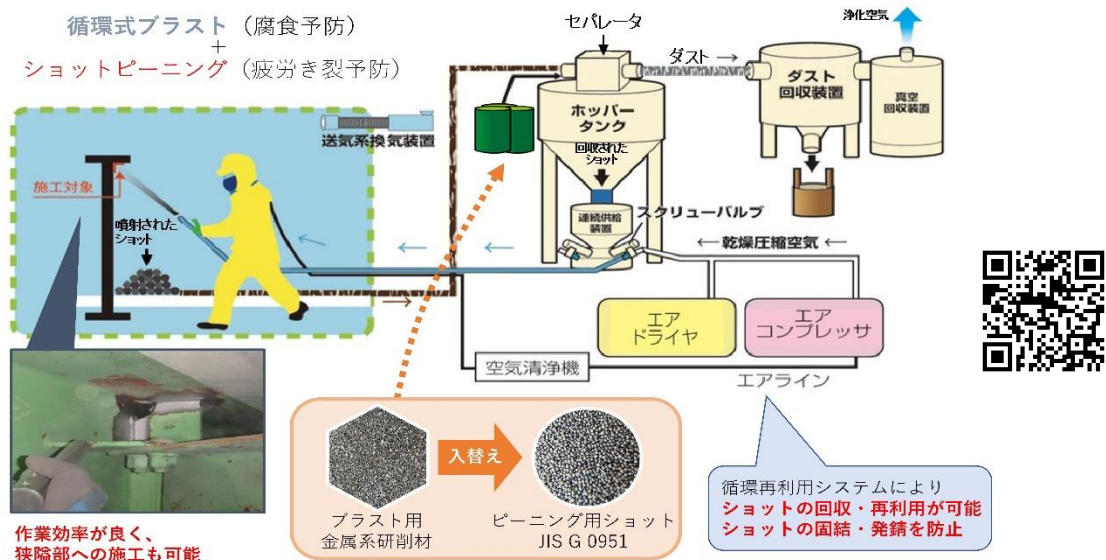 循環式ブラスト（腐食予防）
+
ショットピーニング（疲労き裂予防）
セパレータ
浄化空気
ダスト →
ダスト
回収装置
真空
回収装置
ホッパー
タンク
回収された
ショット
送気系換気装置
施工対象
噴射された
ショット
連続供給
装置
スクリューバルブ
← 乾燥圧縮空気 ←
エア
ドライヤ
エア
コンプレッサ
空気清浄機
エアライン
入替え
ブラスト用
金属系研削材
ピーニング用ショット
JIS G 0951
循環再利用システムにより
ショットの回収・再利用が可能
ショットの固結・発錆を防止
作業効率が良く、
狭隘部への施工も可能